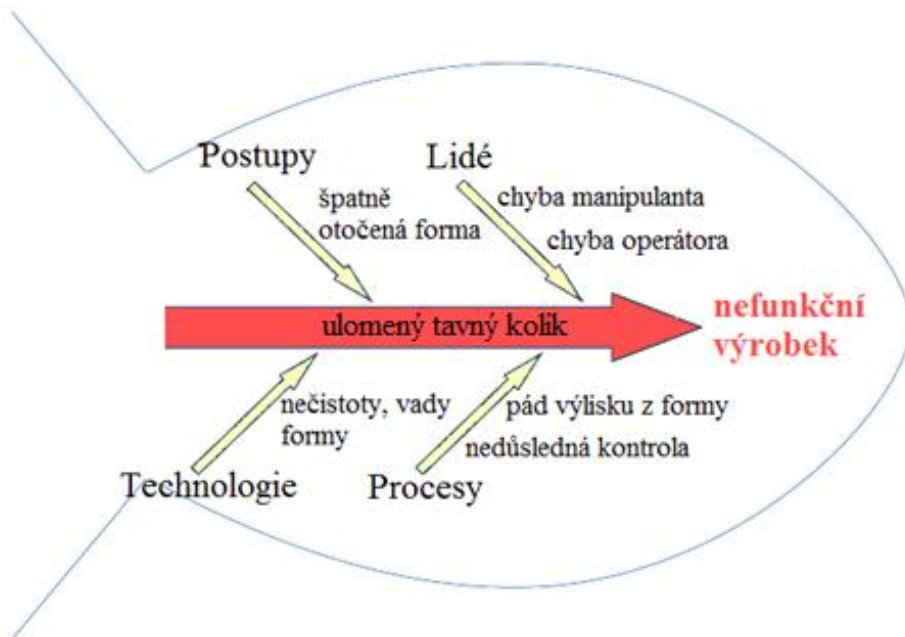 Postupy
špatně
otočená forma
Lidé
chyba manipulanta
chyba operátora
ulomený tavný kolík
nefunkční
výrobek
nečistoty, vady
formy
Technologie
pád výlisku z formy
nedůsledná kontrola
Procesy